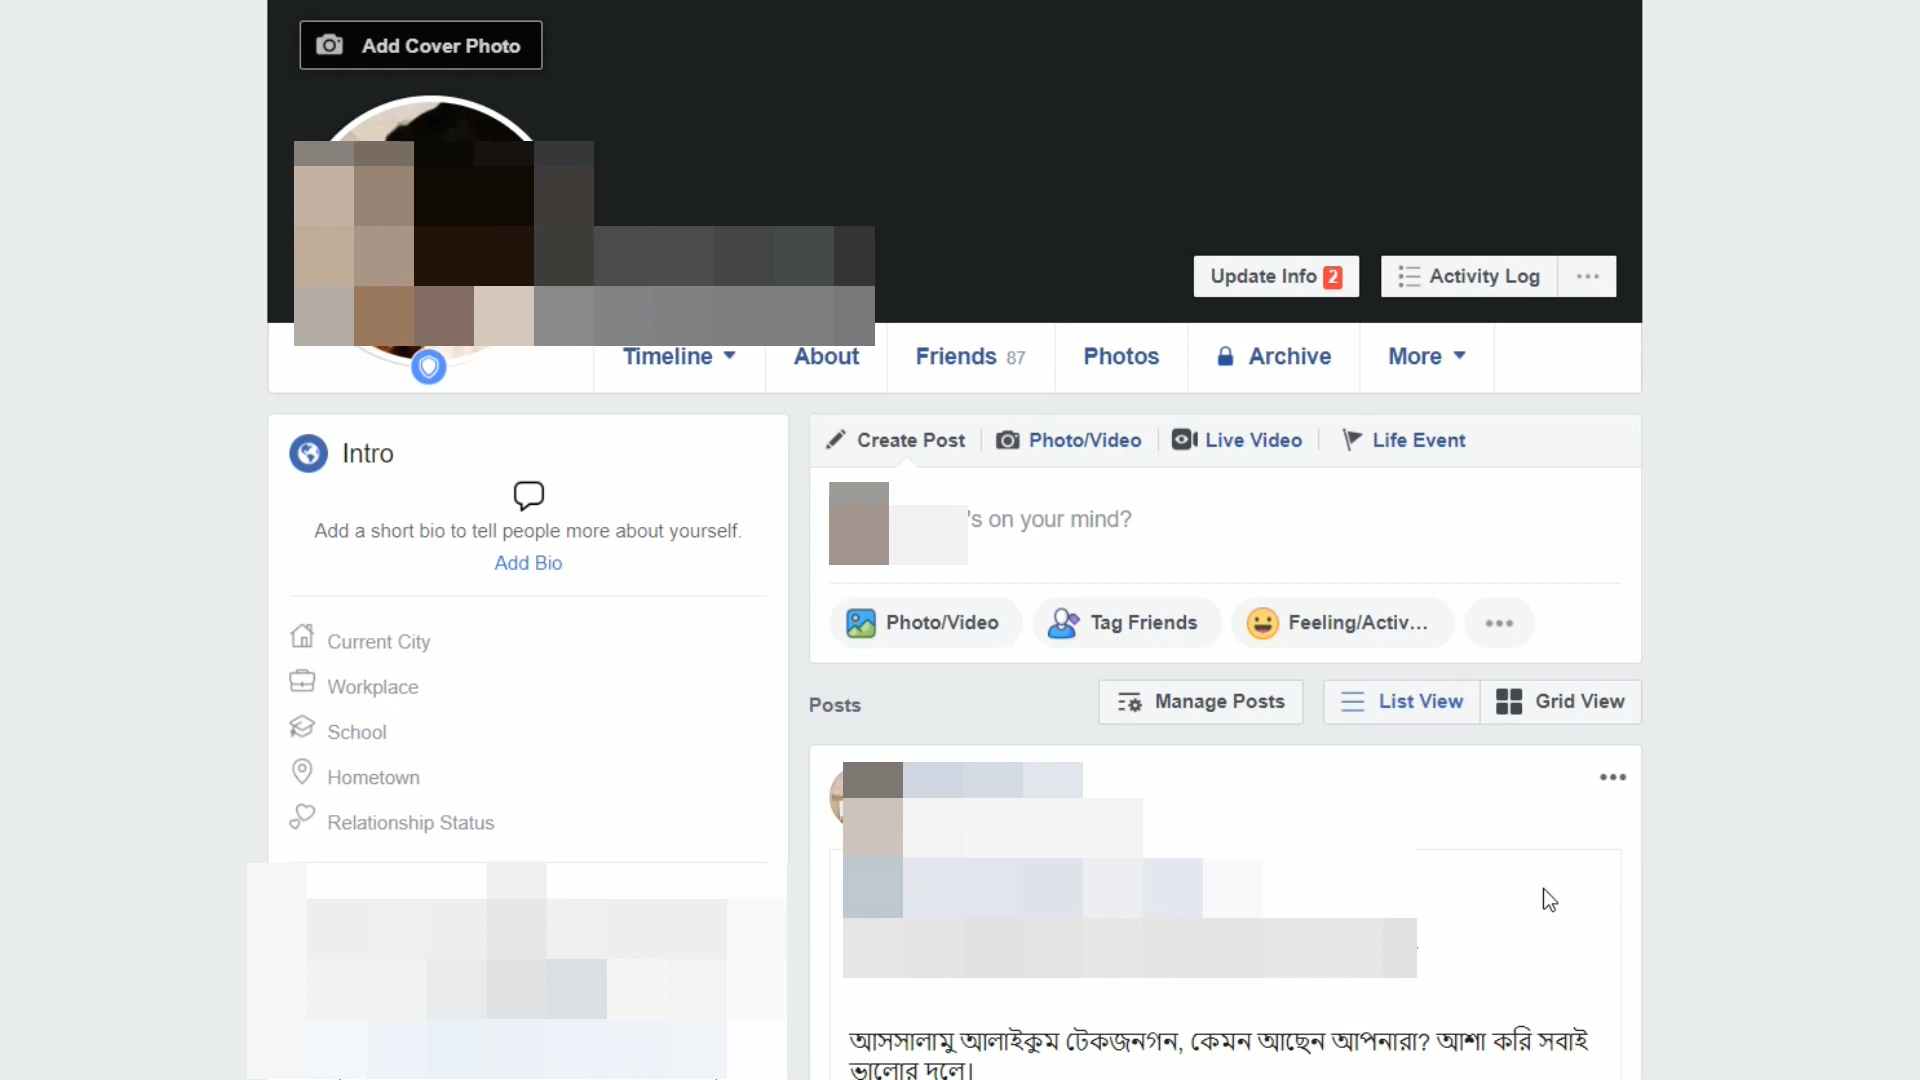 Add Cover Photo
Update Info 2
Activity Log
Timeline
About
Friends 87
Photos
Archive
More
Intro
Add a short bio to tell people more about yourself.
Add Bio
Current City
Workplace
School
Hometown
Relationship Status
Create Post
Photo/Video
Live Video
Life Event
's on your mind?
Photo/Video
Tag Friends
Feeling/Activ...
Posts
Manage Posts
List View
Grid View
আসসালামু আলাইকুম টেকজনগন, কেমন আছেন আপনারা? আশা করি সবাই
ভালোর দলে।